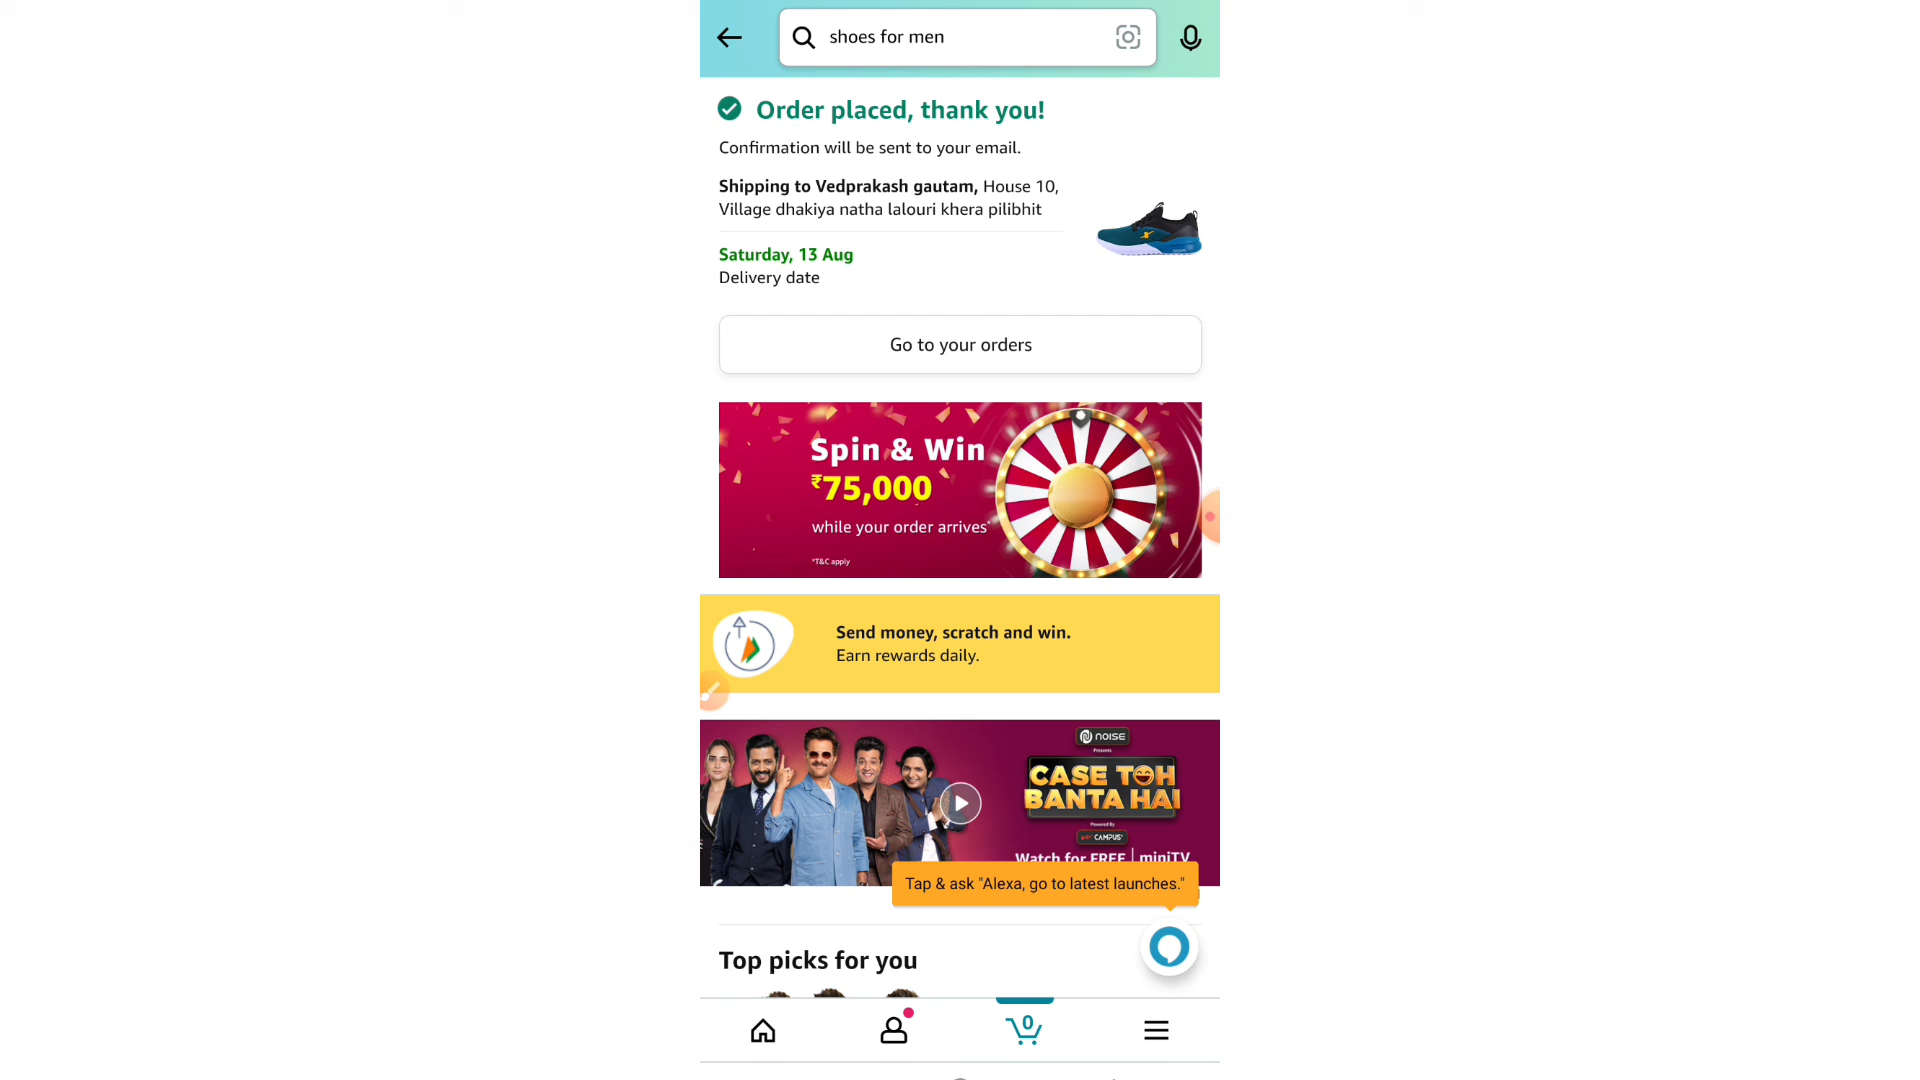 shoes for men
Order placed, thank you!
Confirmation will be sent to your email.
Shipping to Vedprakash gautam, House 10,
Village dhakiya natha lalouri khera pilibhit
Saturday, 13 Aug
Delivery date
Go to your orders
Spin & Win
₹75,000
while your order arrives*
*T&C apply
Send money, scratch and win.
Earn rewards daily.
NOISE
Presents
CASE TOH
BANTA HAI
Powered By
CAMPUS
Watch for FREE | miniTV
Tap & ask "Alexa, go to latest launches."
Top picks for you
0